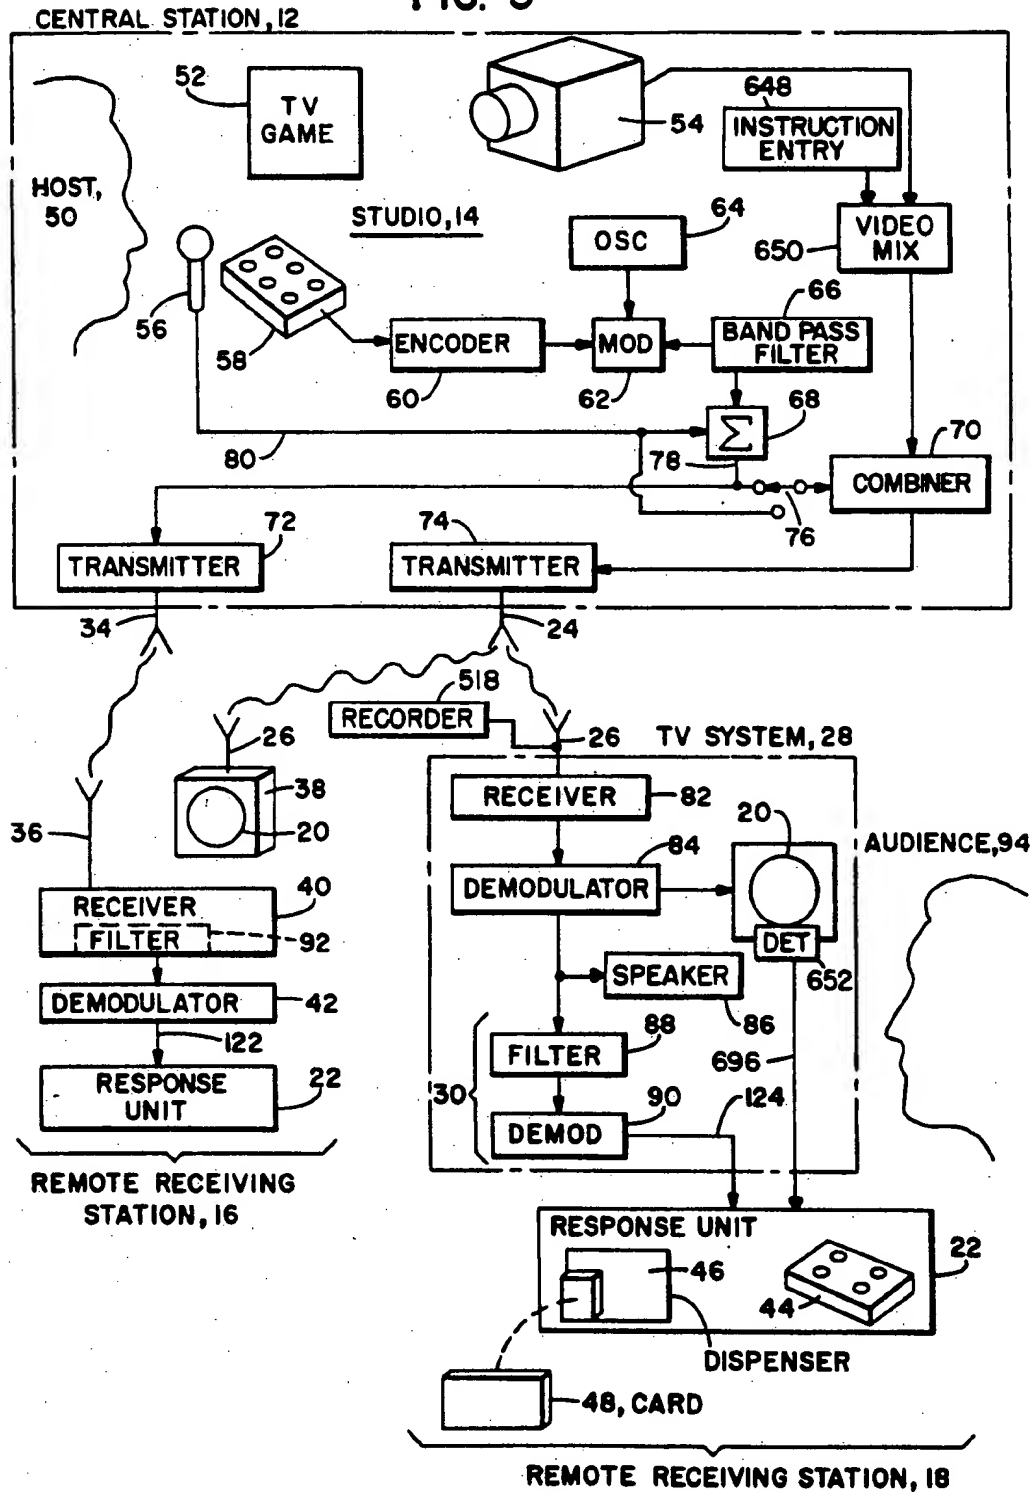 CENTRAL STATION, 12
52
TV
GAME
54
648
INSTRUCTION
ENTRY
HOST,
50
STUDIO, 14
64
OSC
650
VIDEO
MIX
56
58
ENCODER
60
MOD
62
66
BAND PASS
FILTER
68
Σ
80
78
70
COMBINER
76
72
TRANSMITTER
74
TRANSMITTER
34
24
518
RECORDER
26
26
TV SYSTEM, 28
38
20
36
RECEIVER
82
20
AUDIENCE, 94
84
DEMODULATOR
40
RECEIVER
FILTER
92
DET
652
SPEAKER
86
DEMODULATOR
42
122
88
FILTER
696
30
RESPONSE
UNIT
22
90
DEMOD
124
REMOTE RECEIVING
STATION, 16
RESPONSE UNIT
46
44
22
DISPENSER
48, CARD
REMOTE RECEIVING STATION, 18